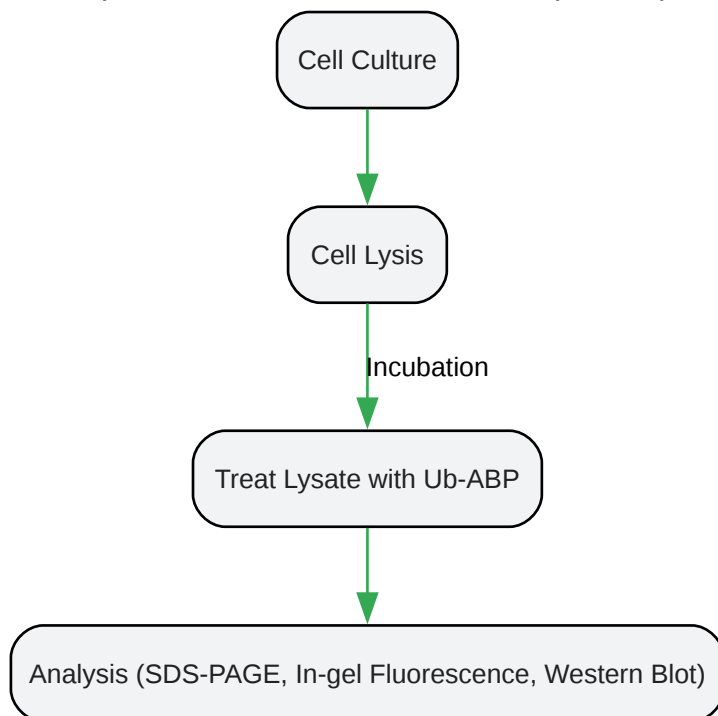 Cell Culture
Cell Lysis
Incubation
Treat Lysate with Ub-ABP
Analysis (SDS-PAGE, In-gel Fluorescence, Western Blot)